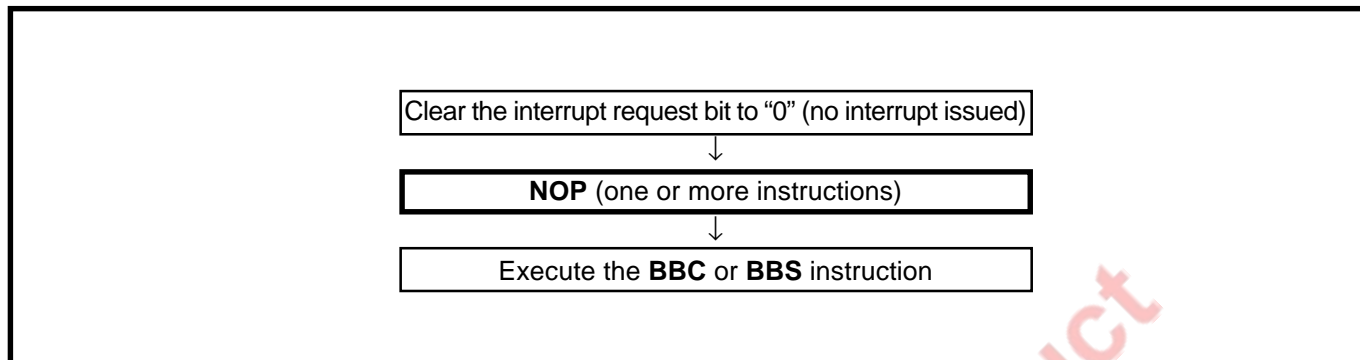 Clear the interrupt request bit to “0” (no interrupt issued)
↓
NOP (one or more instructions)
↓
Execute the BBC or BBS instruction